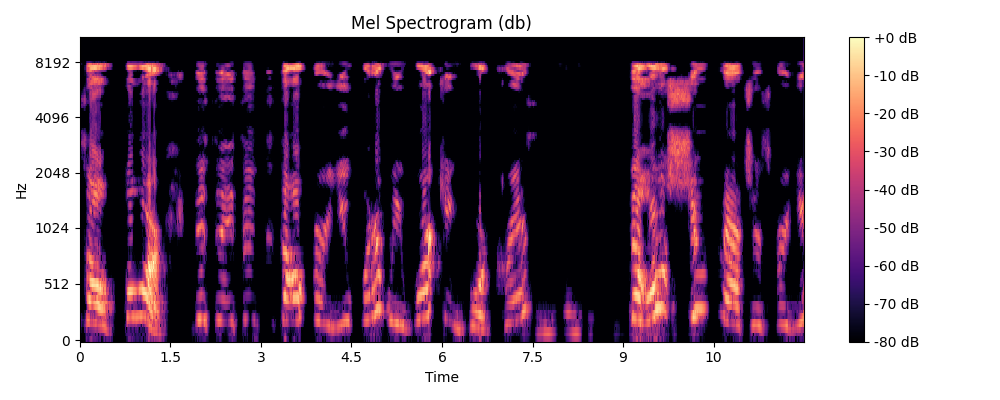 Mel Spectrogram (db)
Hz
8192
4096
2048
1024
512
0
0 1.5 3 4.5 6 7.5 9 10
Time
+0 dB
-10 dB
-20 dB
-30 dB
-40 dB
-50 dB
-60 dB
-70 dB
-80 dB